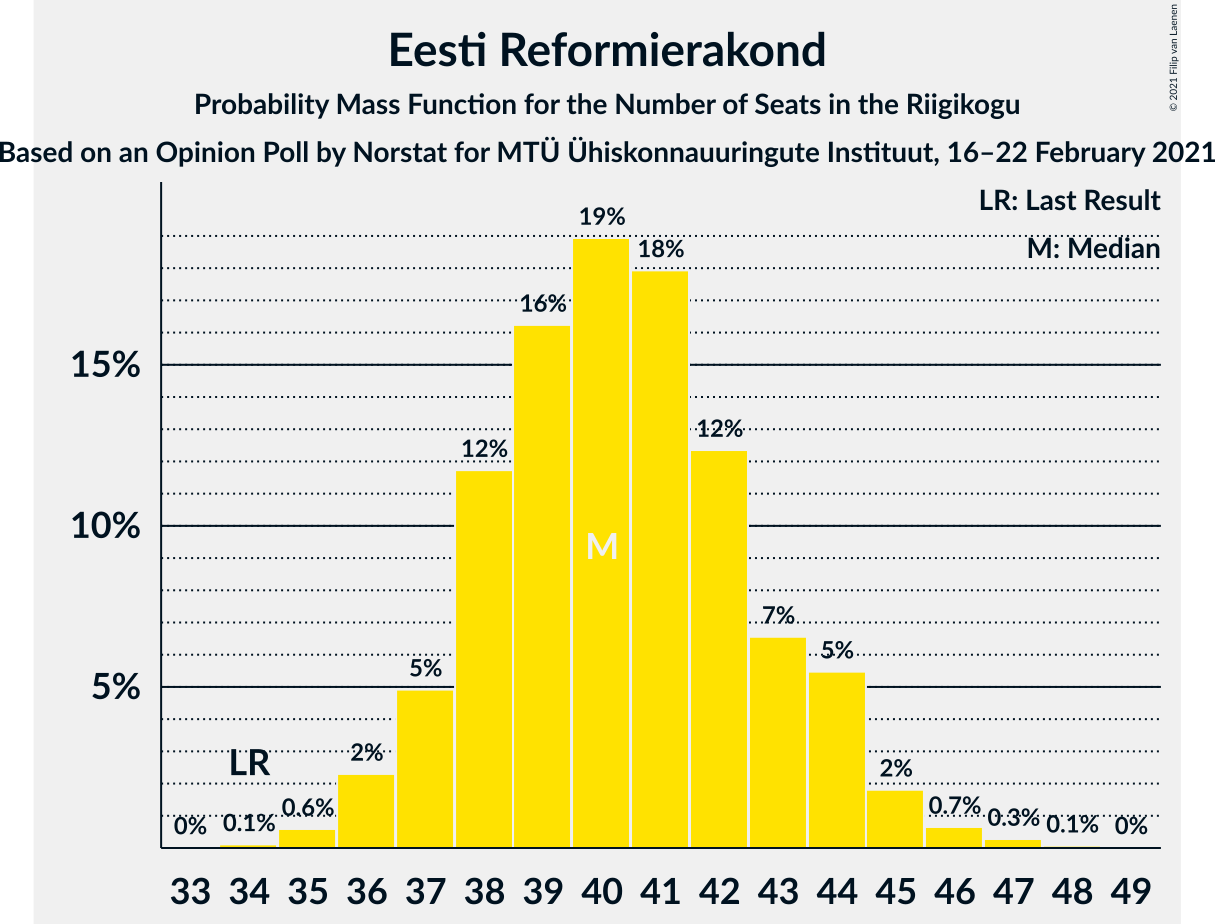 Eesti Reformierakond
Probability Mass Function for the Number of Seats in the Riigikogu
Based on an Opinion Poll by Norstat for MTÜ Ühiskonnauuringute Instituut, 16–22 February 2021
© 2021 Filip van Laenen
LR: Last Result
M: Median
15%
10%
5%
0%
0.1%
0.6%
2%
5%
12%
16%
19%
18%
12%
7%
5%
2%
0.7%
0.3%
0.1%
0%
LR
M
33 34 35 36 37 38 39 40 41 42 43 44 45 46 47 48 49